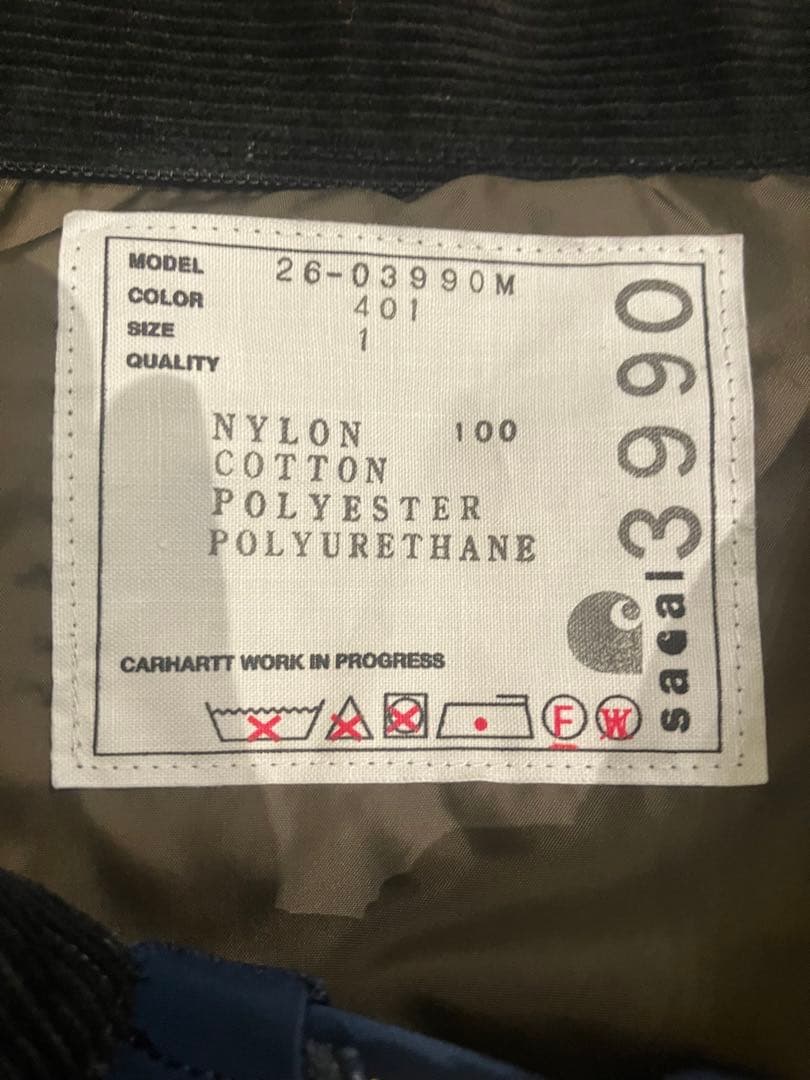 MODEL 26-03990M
COLOR 401
SIZE 1
QUALITY
NYLON 100
COTTON
POLYESTER
POLYURETHANE
CARHARTT WORK IN PROGRESS
F W
sacai 3990